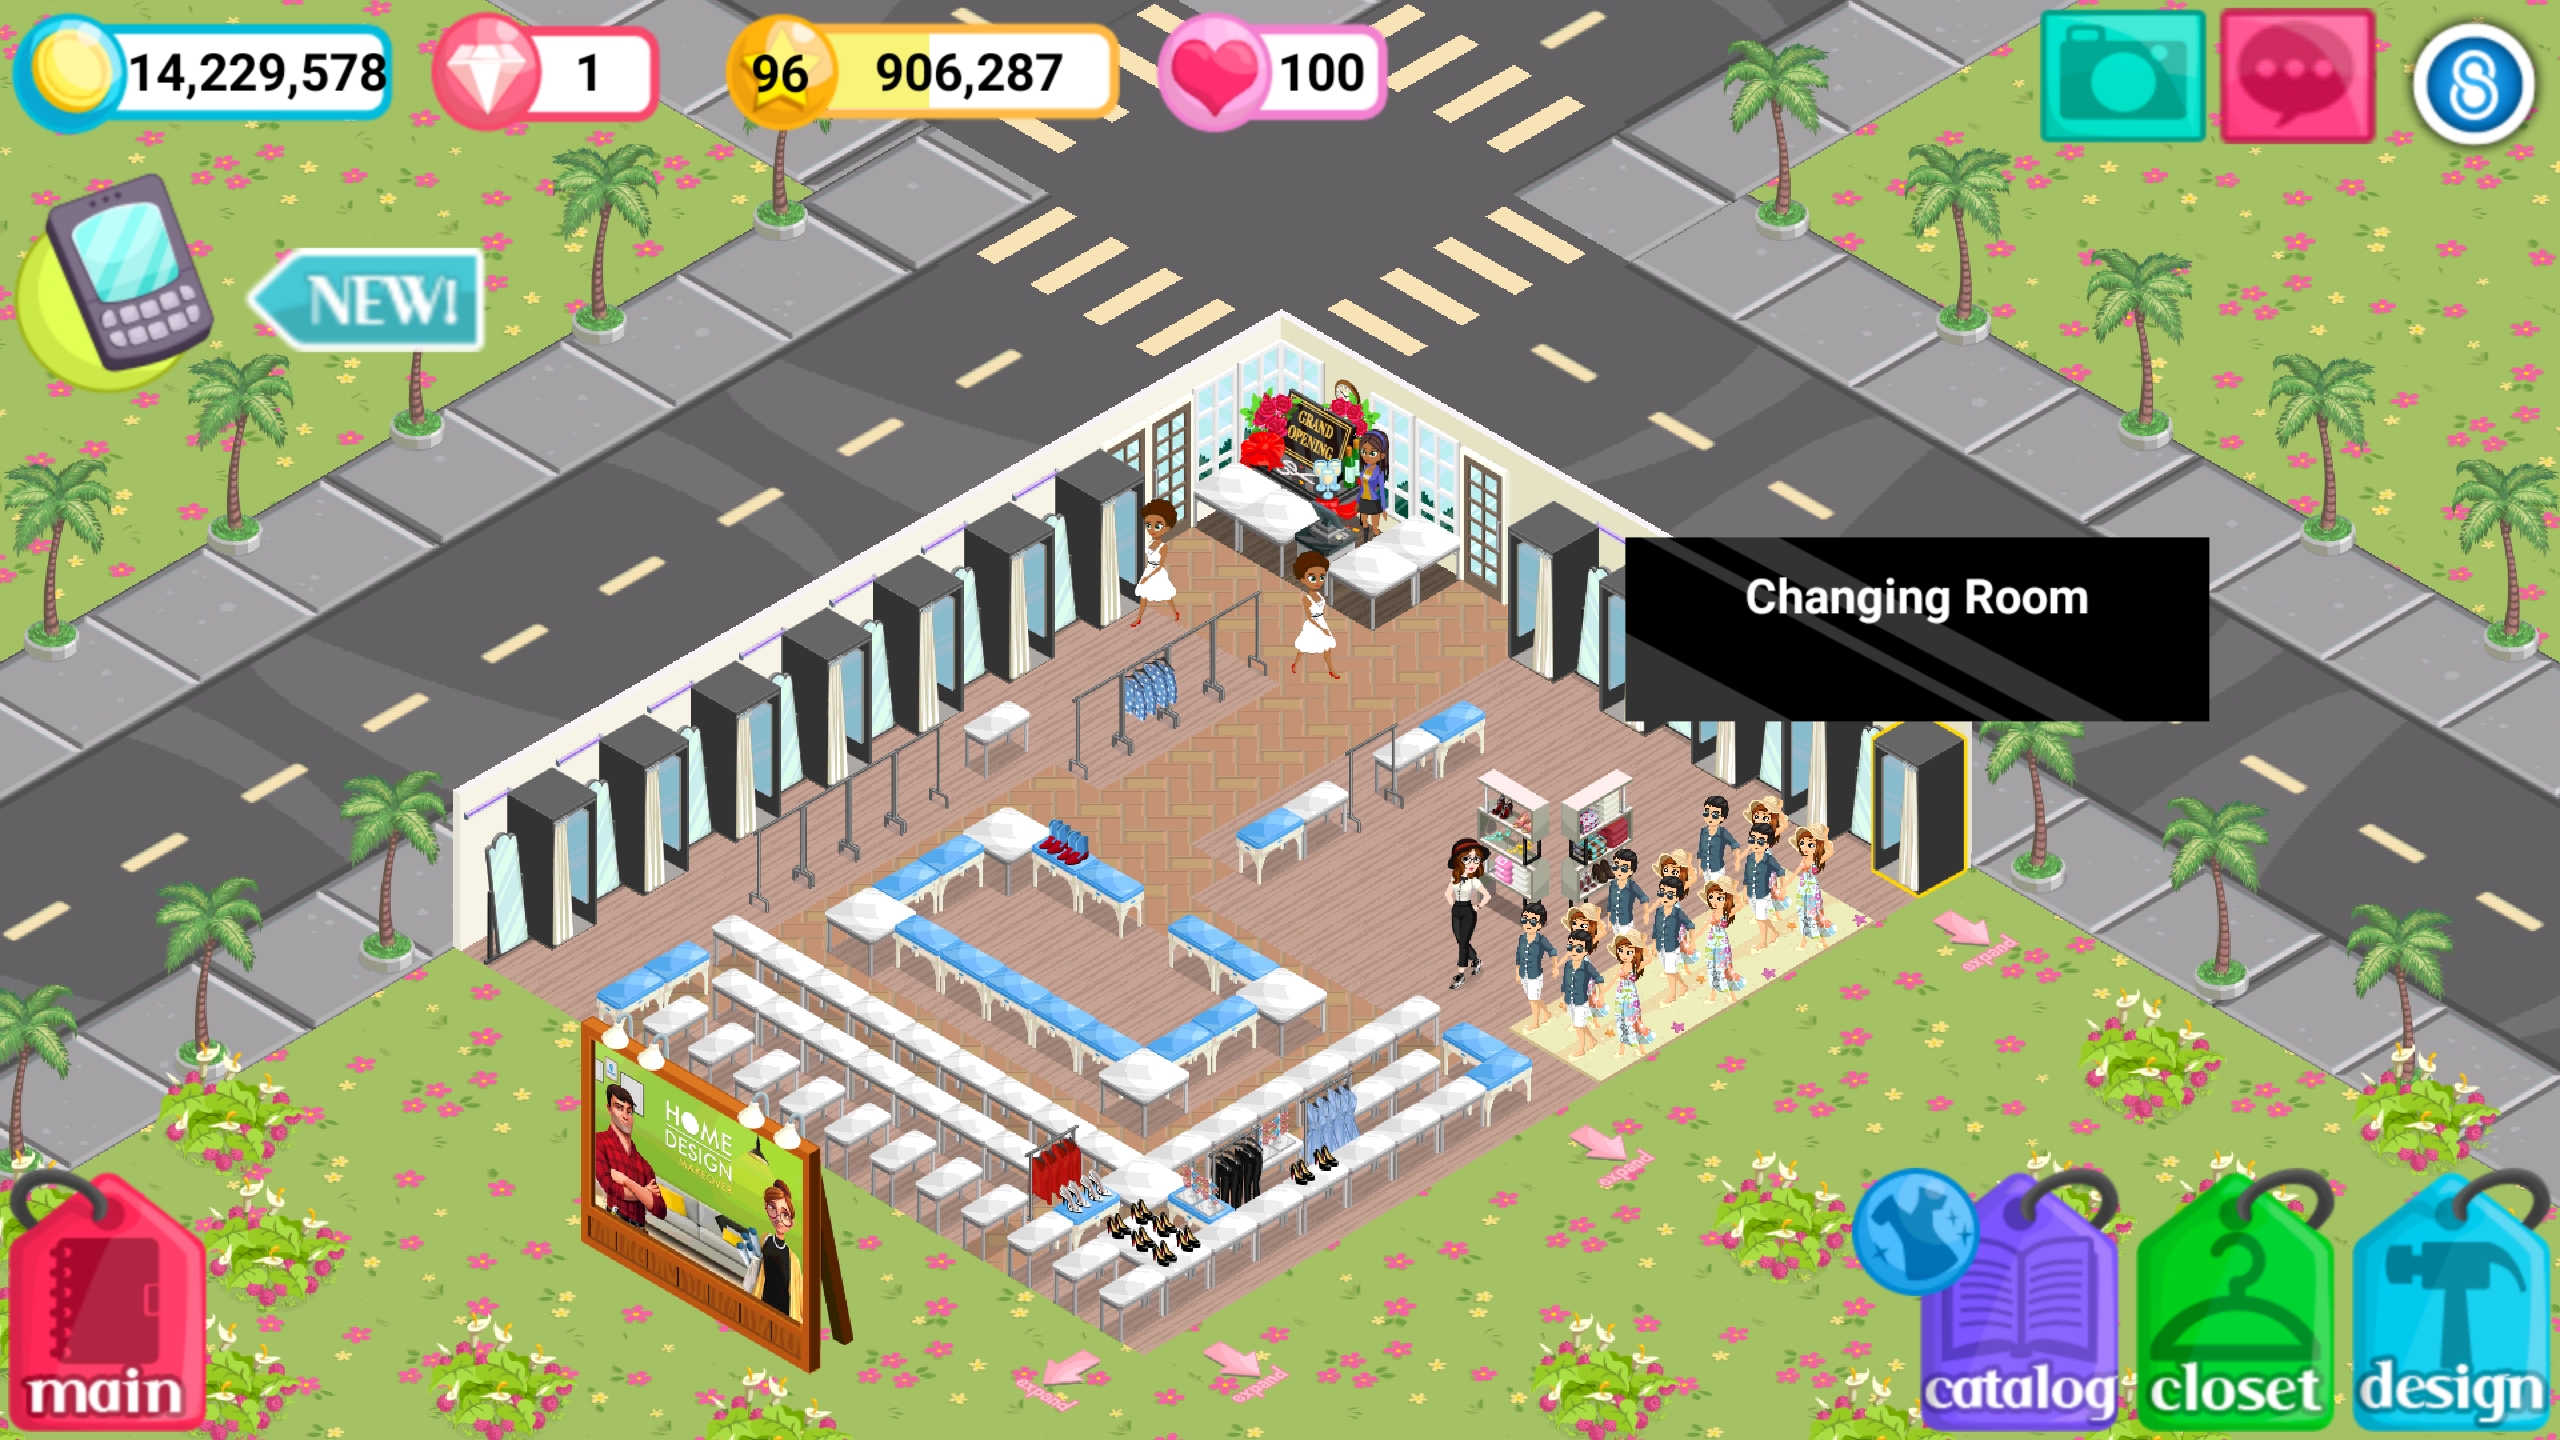 14,229,578
1
96
906,287
100
NEW!
GRAND
OPENING
Changing Room
expand
expand
HOME
DESIGN
MAKEOVER
expand
expand
main
catalog
closet
design